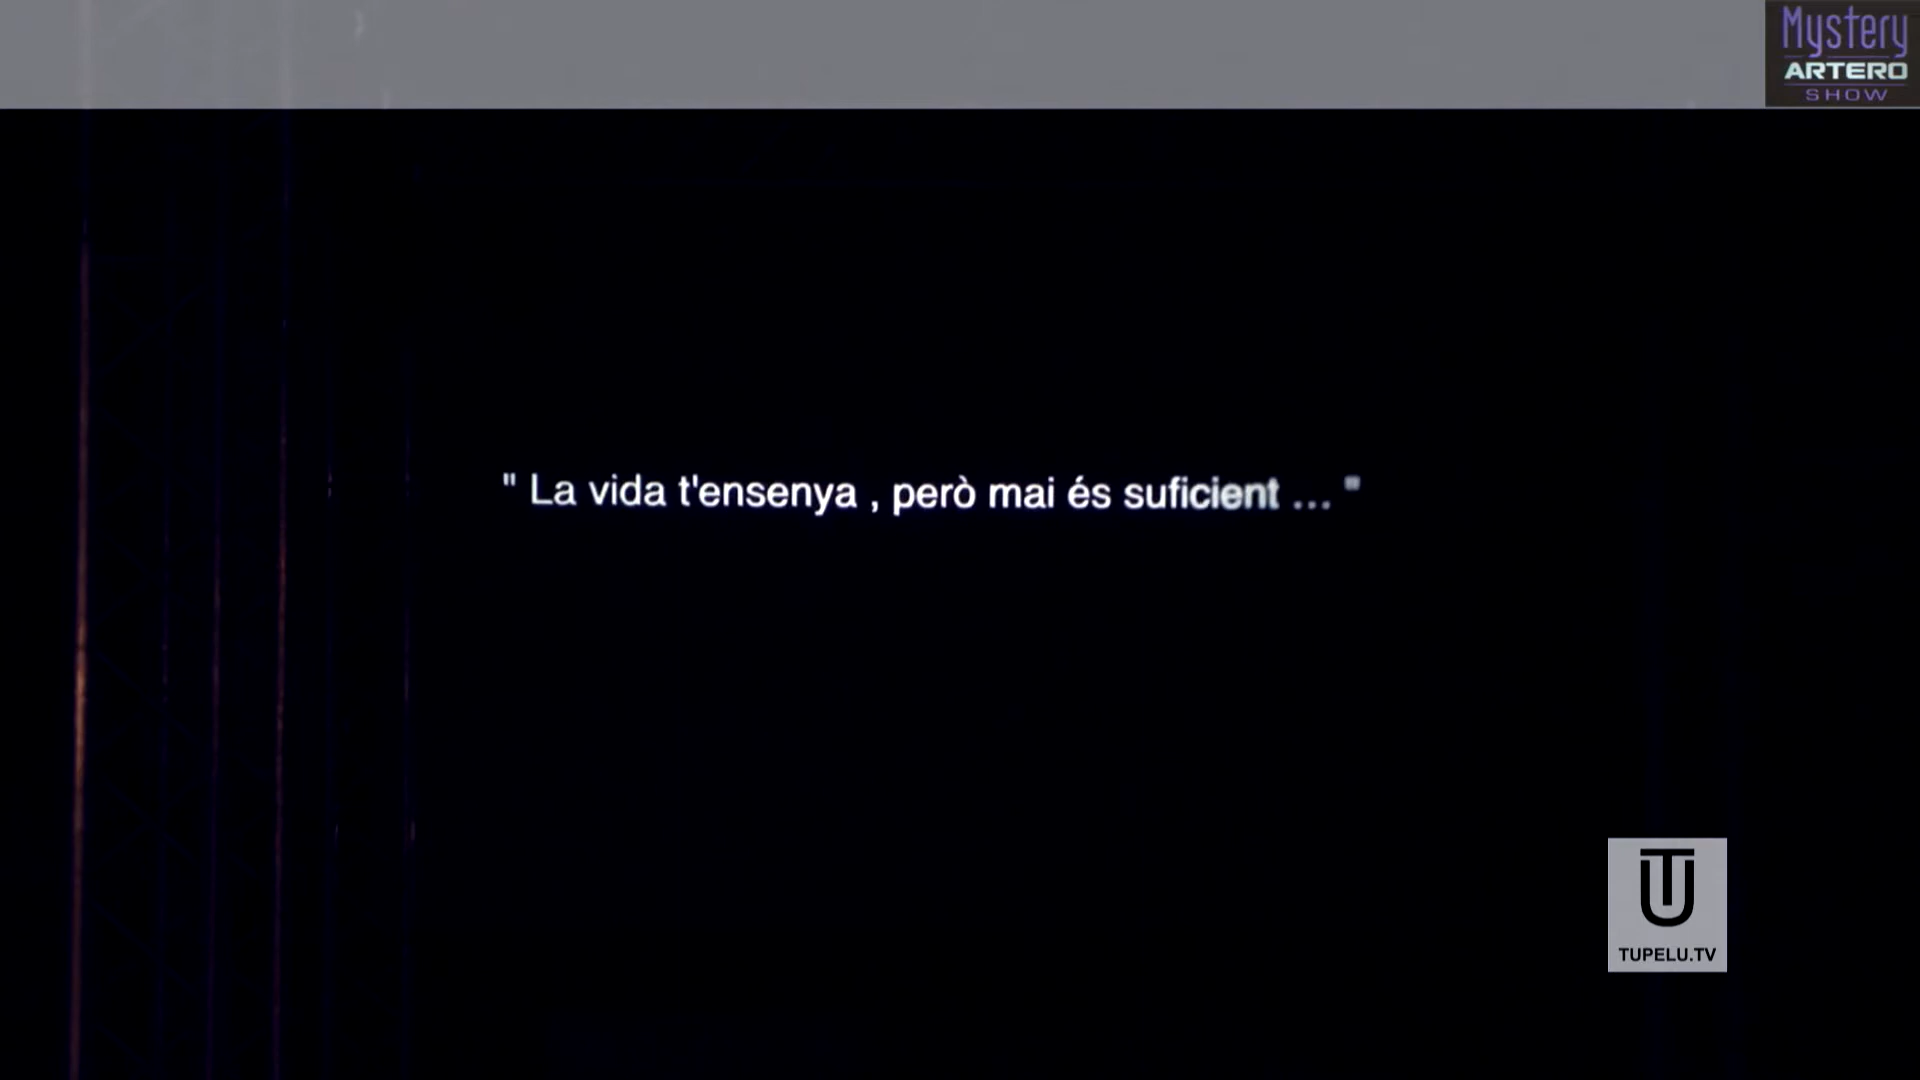 Mystery
ARTERO
SHOW
" La vida t'ensenya , però mai és suficient ... "
TUPELU.TV